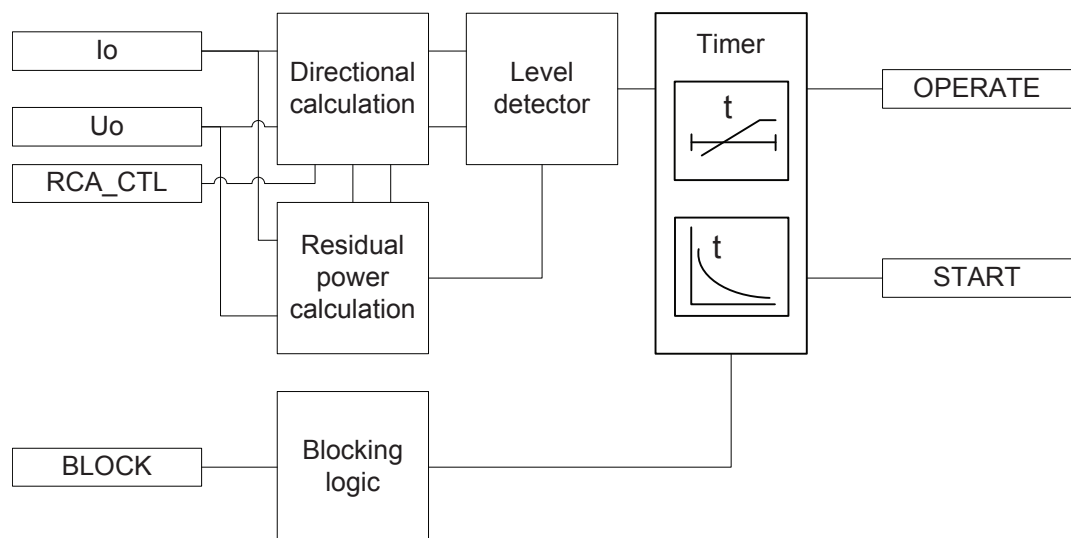 Io
Uo
RCA_CTL
BLOCK
Directional
calculation
Residual
power
calculation
Blocking
logic
Level
detector
Timer
t
t
OPERATE
START